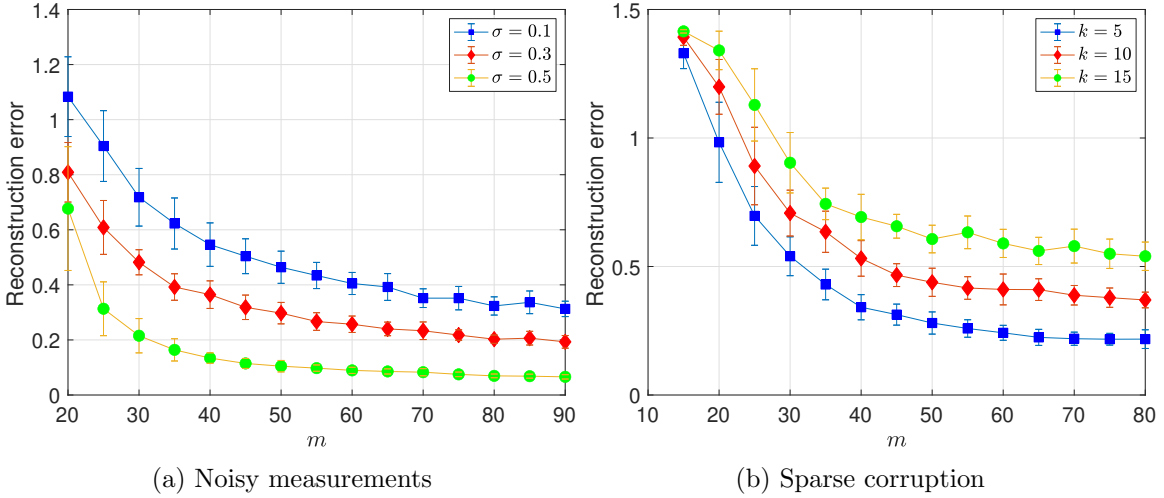 1.4
1.2
1
0.8
0.6
0.4
0.2
0
20
30
40
50
60
70
80
90
Reconstruction error
m
σ = 0.1
σ = 0.3
σ = 0.5
(a) Noisy measurements
1.5
1
0.5
0
10
20
30
40
50
60
70
80
Reconstruction error
m
k = 5
k = 10
k = 15
(b) Sparse corruption